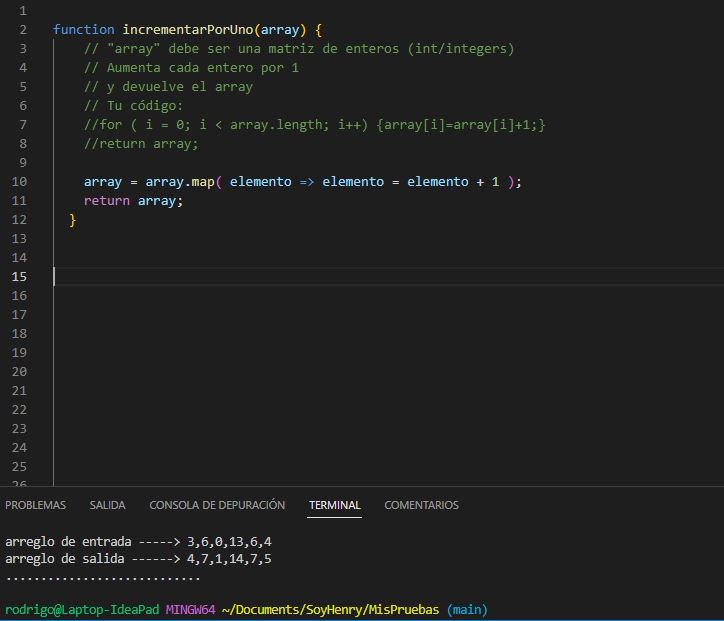 1
2 function incrementarPorUno(array) {
3 // "array" debe ser una matriz de enteros (int/integers)
4 // Aumenta cada entero por 1
5 // y devuelve el array
6 // Tu código:
7 //for ( i = 0; i < array.length; i++) {array[i]=array[i]+1;}
8 //return array;
9
10 array = array.map( elemento => elemento = elemento + 1 );
11 return array;
12 }
13
14
15
16
17
18
19
20
21
22
23
24
25
26
PROBLEMAS SALIDA CONSOLA DE DEPURACIÓN TERMINAL COMENTARIOS
arreglo de entrada -----> 3,6,0,13,6,4
arreglo de salida ------> 4,7,1,14,7,5
............................
rodrigo@Laptop-IdeaPad MINGW64 ~/Documents/SoyHenry/MisPruebas (main)